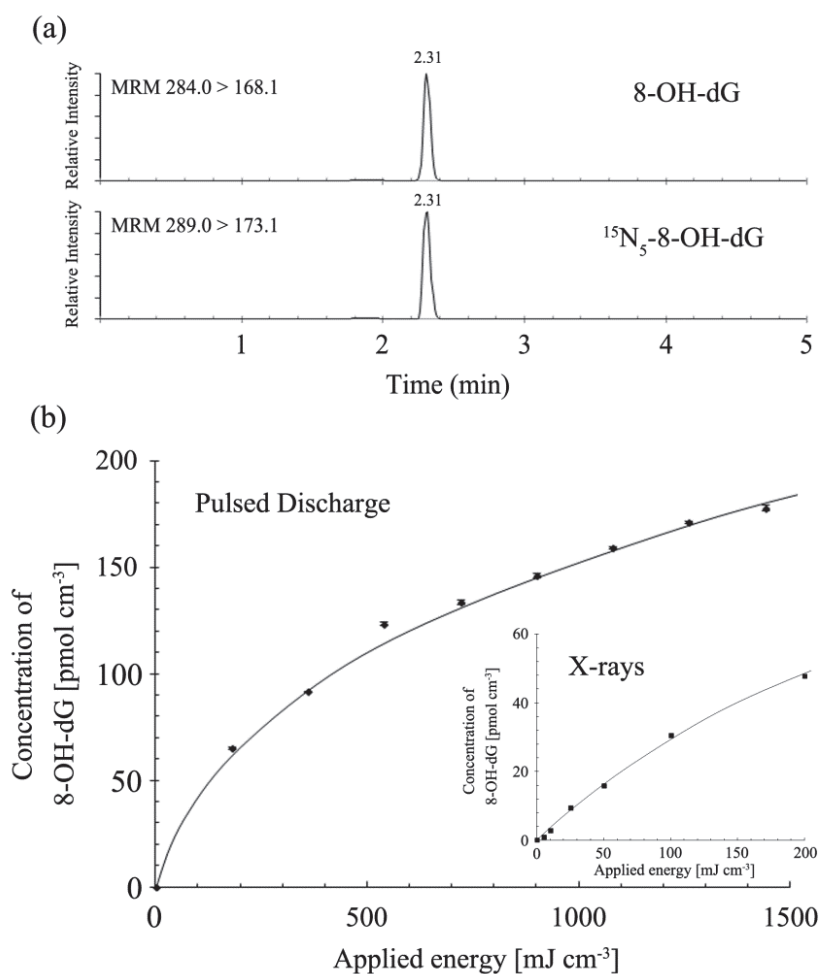 (a)
2.31
MRM 284.0 > 168.1
8-OH-dG
Relative Intensity
2.31
MRM 289.0 > 173.1
¹⁵N₅-8-OH-dG
Relative Intensity
1 2 3 4 5
Time (min)
(b)
200
150
100
50
0
Concentration of
8-OH-dG [pmol cm⁻³]
Pulsed Discharge
60
40
20
0
Concentration of
8-OH-dG [pmol cm⁻³]
X-rays
0 50 100 150 200
Applied energy [mJ cm⁻³]
0 500 1000 1500
Applied energy [mJ cm⁻³]